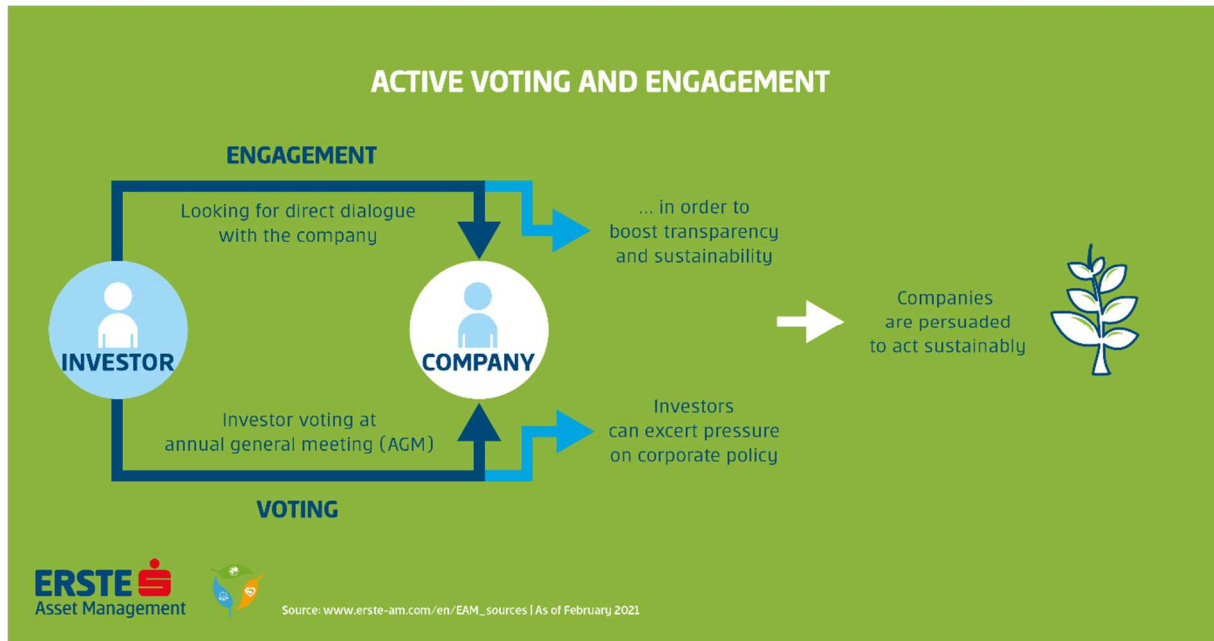 ACTIVE VOTING AND ENGAGEMENT
ENGAGEMENT
Looking for direct dialogue
with the company
... in order to
boost transparency
and sustainability
INVESTOR
COMPANY
Companies
are persuaded
to act sustainably
Investor voting at
annual general meeting (AGM)
Investors
can excert pressure
on corporate policy
VOTING
ERSTE
Asset Management
Source: www.erste-am.com/en/EAM_sources | As of February 2021